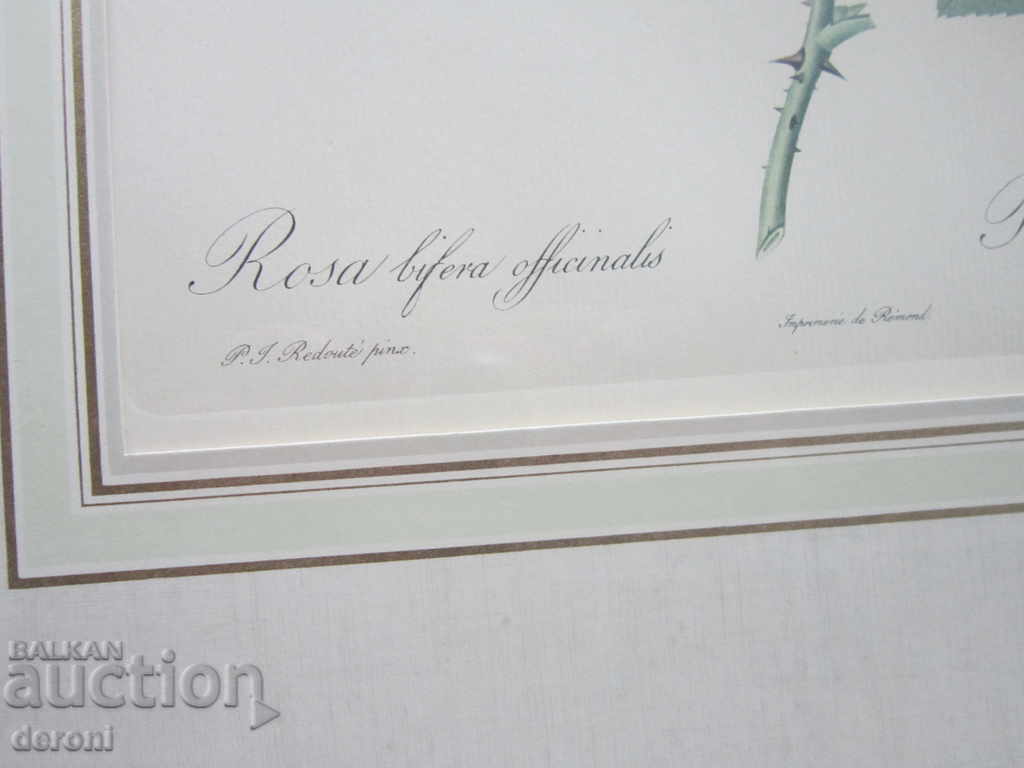 Rosa bifera officinalis
P. J. Redouté pinx.
Imprimerie de Rémond
BALKAN
auction
deroni